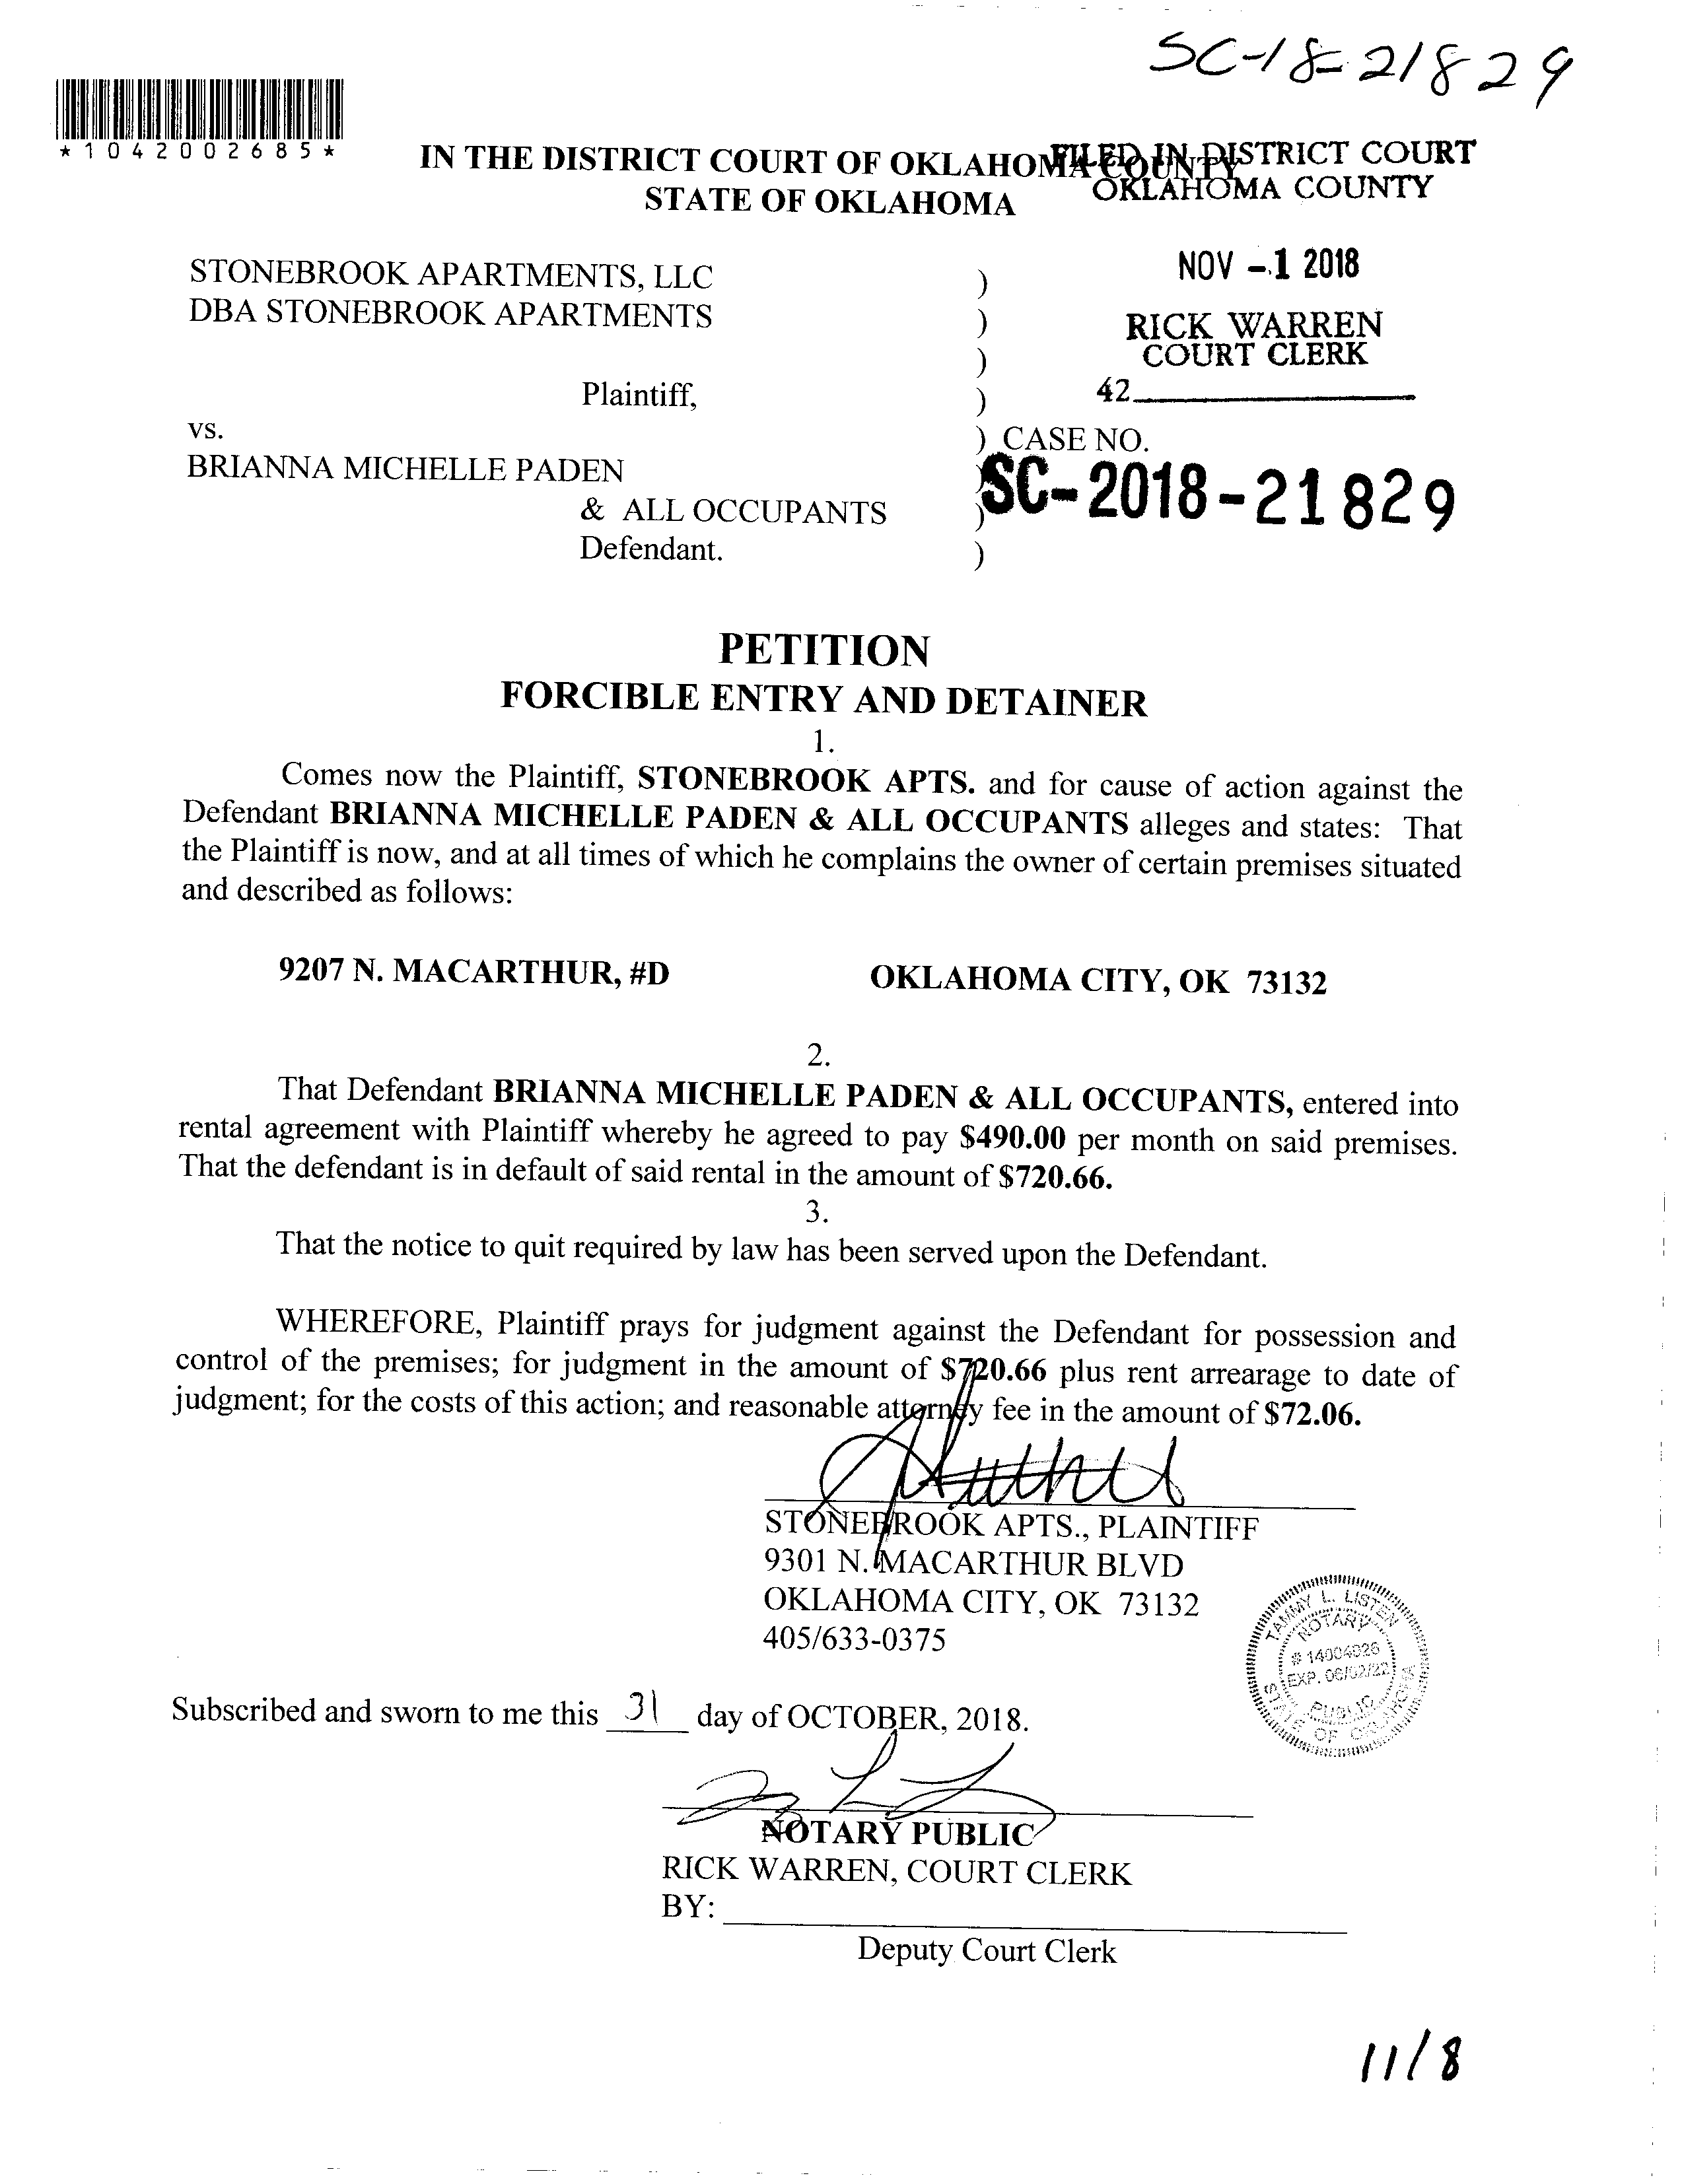 SC-18-21829
*1042002685*
IN THE DISTRICT COURT OF OKLAHOMA COUNTY
STATE OF OKLAHOMA
FILED IN DISTRICT COURT
OKLAHOMA COUNTY
NOV -1 2018
RICK WARREN
COURT CLERK
42
STONEBROOK APARTMENTS, LLC )
DBA STONEBROOK APARTMENTS )
)
Plaintiff, )
vs. ) CASE NO.
BRIANNA MICHELLE PADEN ) SC-2018-21829
& ALL OCCUPANTS )
Defendant. )
PETITION
FORCIBLE ENTRY AND DETAINER
1.
Comes now the Plaintiff, STONEBROOK APTS. and for cause of action against the
Defendant BRIANNA MICHELLE PADEN & ALL OCCUPANTS alleges and states: That
the Plaintiff is now, and at all times of which he complains the owner of certain premises situated
and described as follows:
9207 N. MACARTHUR, #D OKLAHOMA CITY, OK 73132
2.
That Defendant BRIANNA MICHELLE PADEN & ALL OCCUPANTS, entered into
rental agreement with Plaintiff whereby he agreed to pay $490.00 per month on said premises.
That the defendant is in default of said rental in the amount of $720.66.
3.
That the notice to quit required by law has been served upon the Defendant.
WHEREFORE, Plaintiff prays for judgment against the Defendant for possession and
control of the premises; for judgment in the amount of $720.66 plus rent arrearage to date of
judgment; for the costs of this action; and reasonable attorney fee in the amount of $72.06.
STONEBROOK APTS., PLAINTIFF
9301 N. MACARTHUR BLVD
OKLAHOMA CITY, OK 73132
405/633-0375
TAMMY L. LISTEN
NOTARY
# 14004026
EXP. 06/02/22
PUBLIC
STATE OF OKLAHOMA
Subscribed and sworn to me this 31 day of OCTOBER, 2018.
NOTARY PUBLIC
RICK WARREN, COURT CLERK
BY:
Deputy Court Clerk
11/8